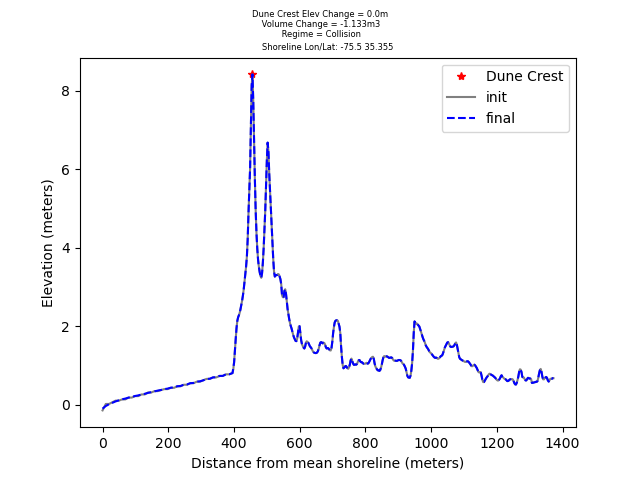 Dune Crest Elev Change = 0.0m
Volume Change = -1.133m3
Regime = Collision
Shoreline Lon/Lat: -75.5 35.355
Dune Crest
init
final
8
6
4
2
0
Elevation (meters)
0 200 400 600 800 1000 1200 1400
Distance from mean shoreline (meters)